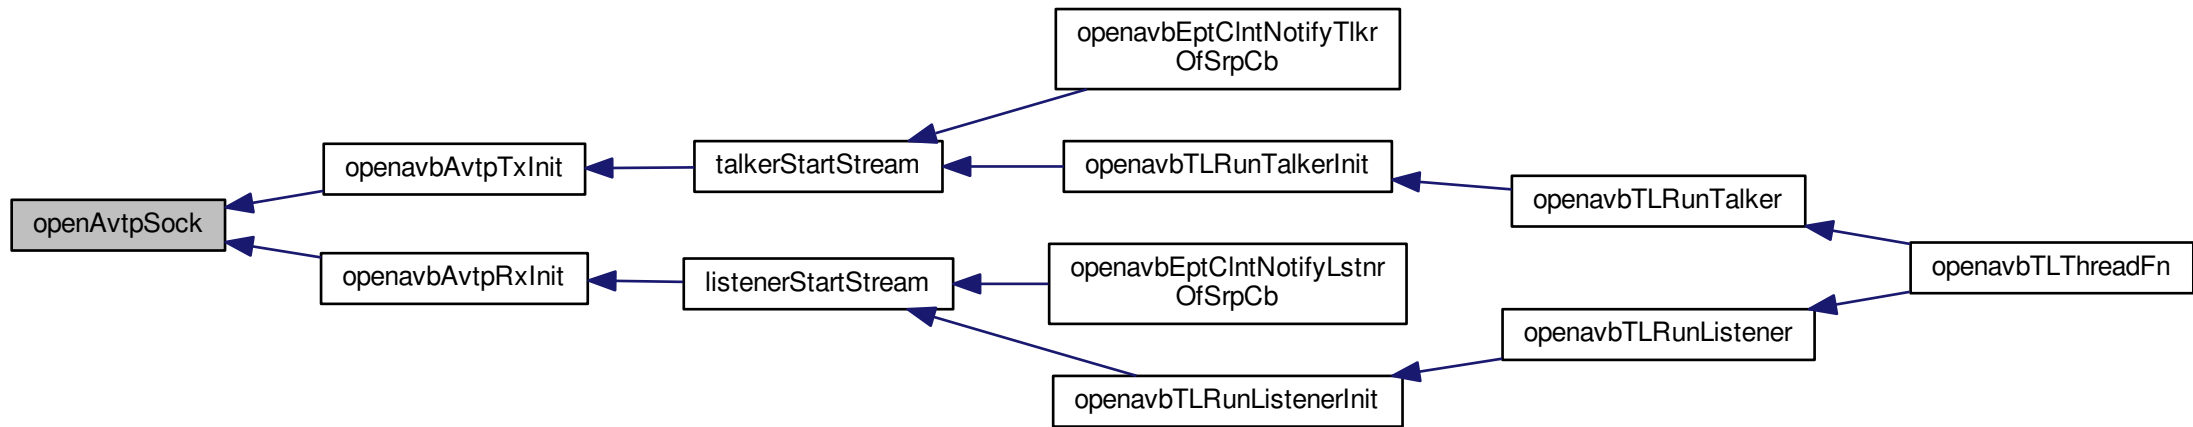 openavbEptClntNotifyTlkr
OfSrpCb
openavbAvtpTxInit
talkerStartStream
openavbTLRunTalkerInit
openavbTLRunTalker
openAvtpSock
openavbAvtpRxInit
listenerStartStream
openavbEptClntNotifyLstnr
OfSrpCb
openavbTLThreadFn
openavbTLRunListener
openavbTLRunListenerInit